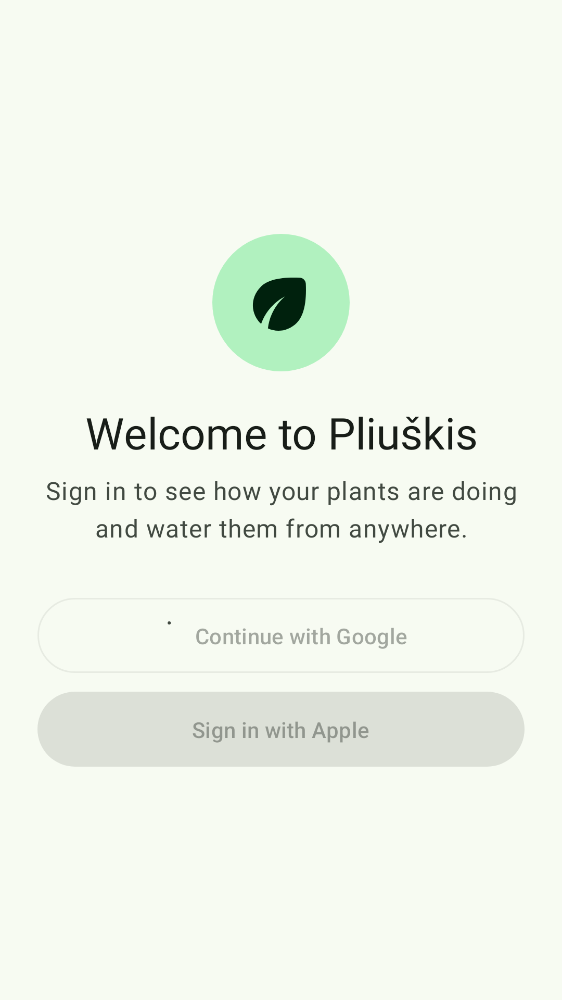 Welcome to Pliuškis
Sign in to see how your plants are doing
and water them from anywhere.
Continue with Google
Sign in with Apple